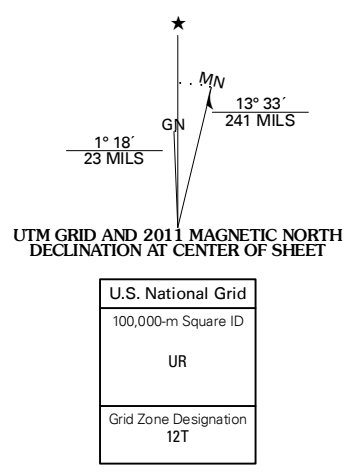 ★
MN
GN
13° 33´
241 MILS
1° 18´
23 MILS
UTM GRID AND 2011 MAGNETIC NORTH
DECLINATION AT CENTER OF SHEET
U.S. National Grid
100,000-m Square ID
UR
Grid Zone Designation
12T